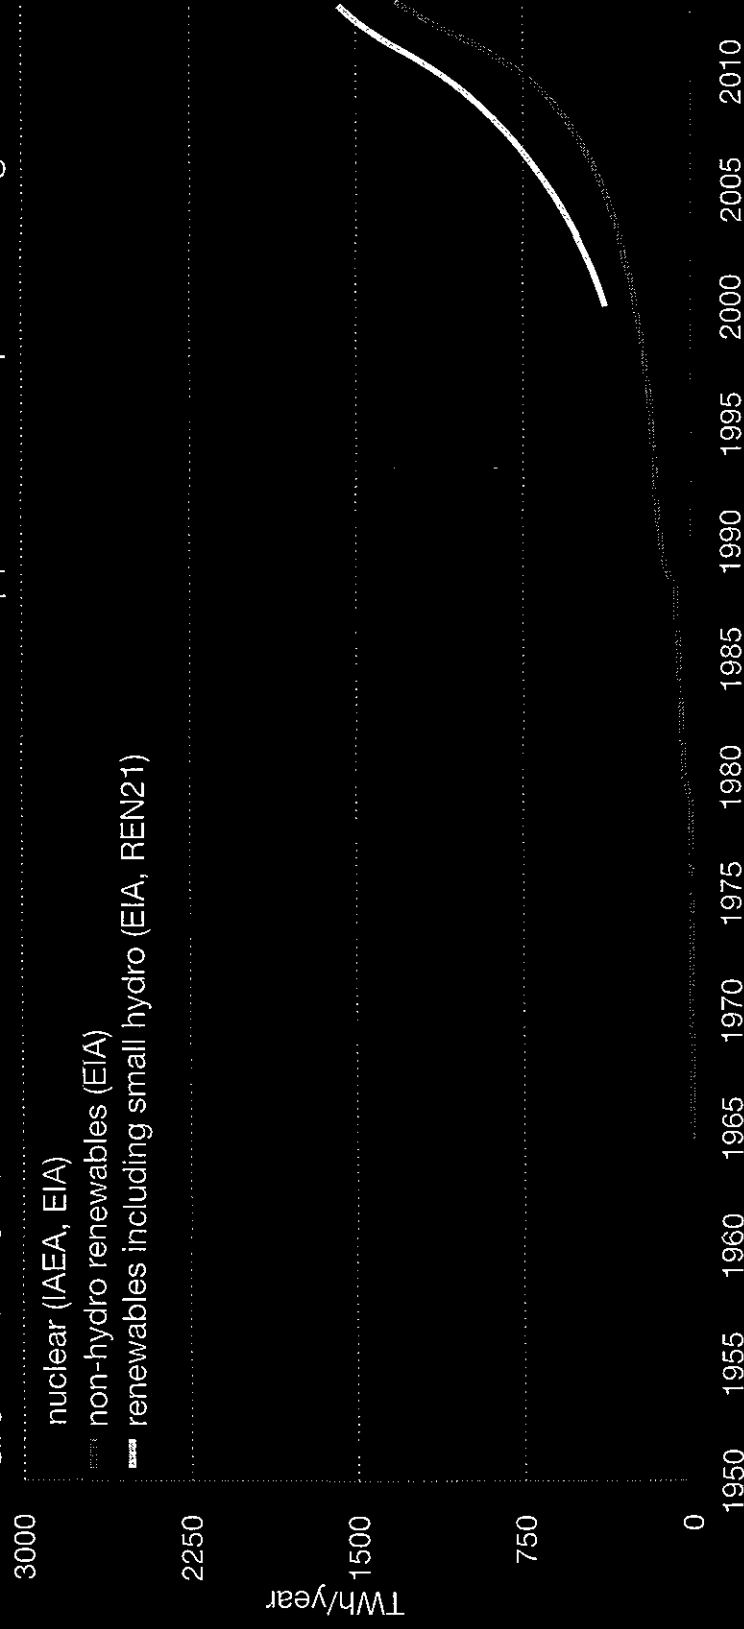 3000
2250
1500
750
0
TWh/year
nuclear (IAEA, EIA)
non-hydro renewables (EIA)
renewables including small hydro (EIA, REN21)
1950 1955 1960 1965 1970 1975 1980 1985 1990 1995 2000 2005 2010